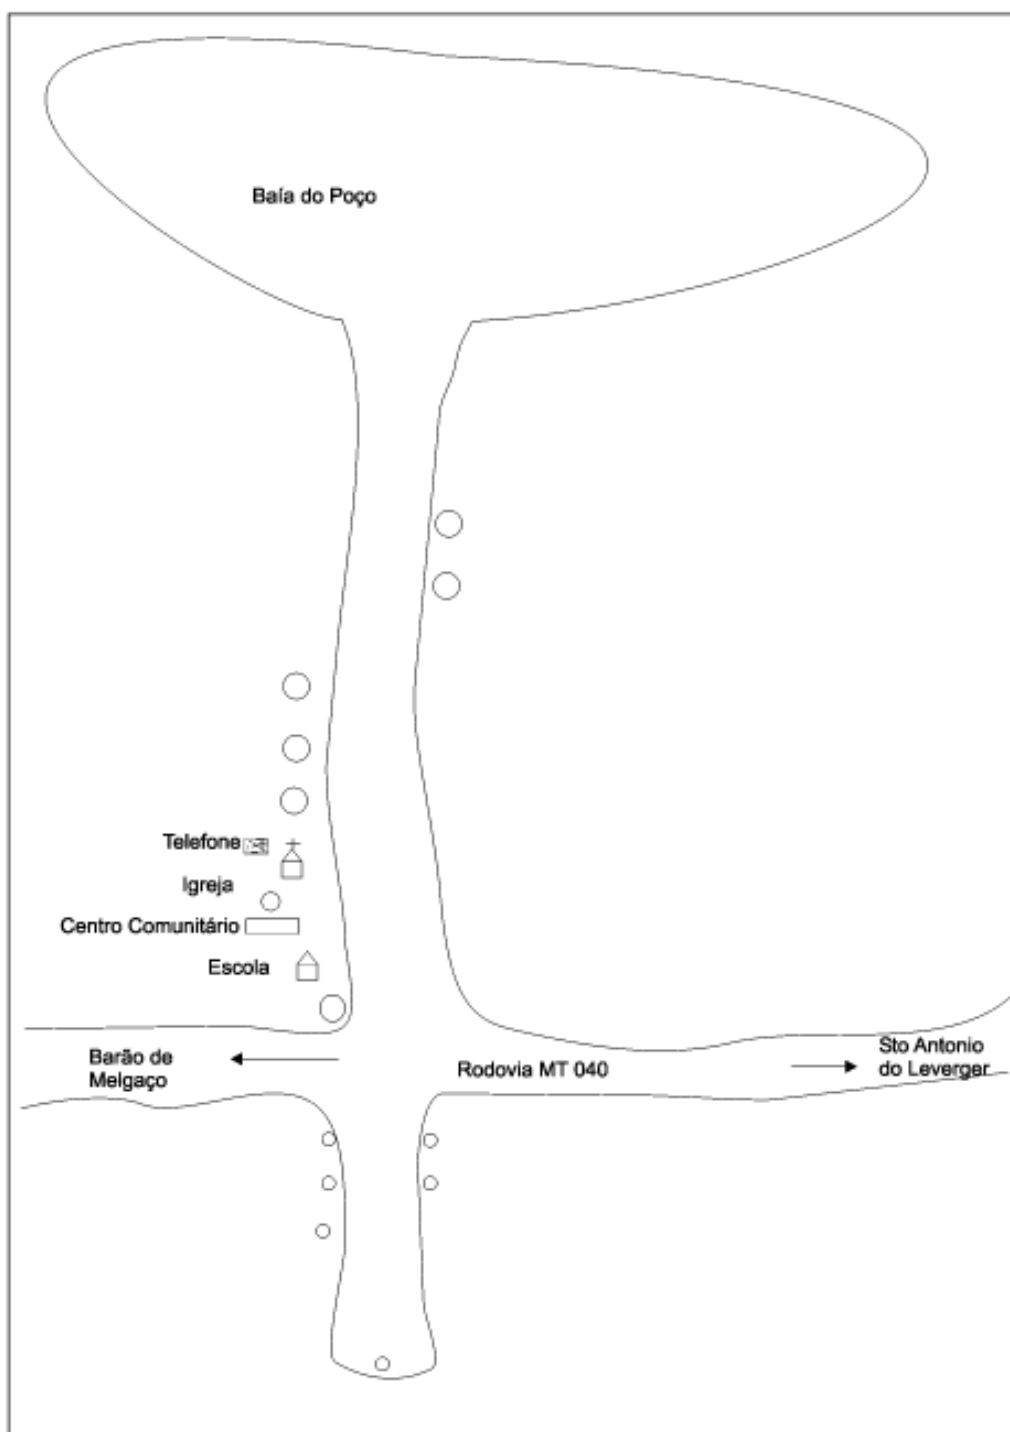 Baía do Poço
Telefone
Igreja
Centro Comunitário
Escola
Barão de
Melgaço
Rodovia MT 040
Sto Antonio
do Leverger